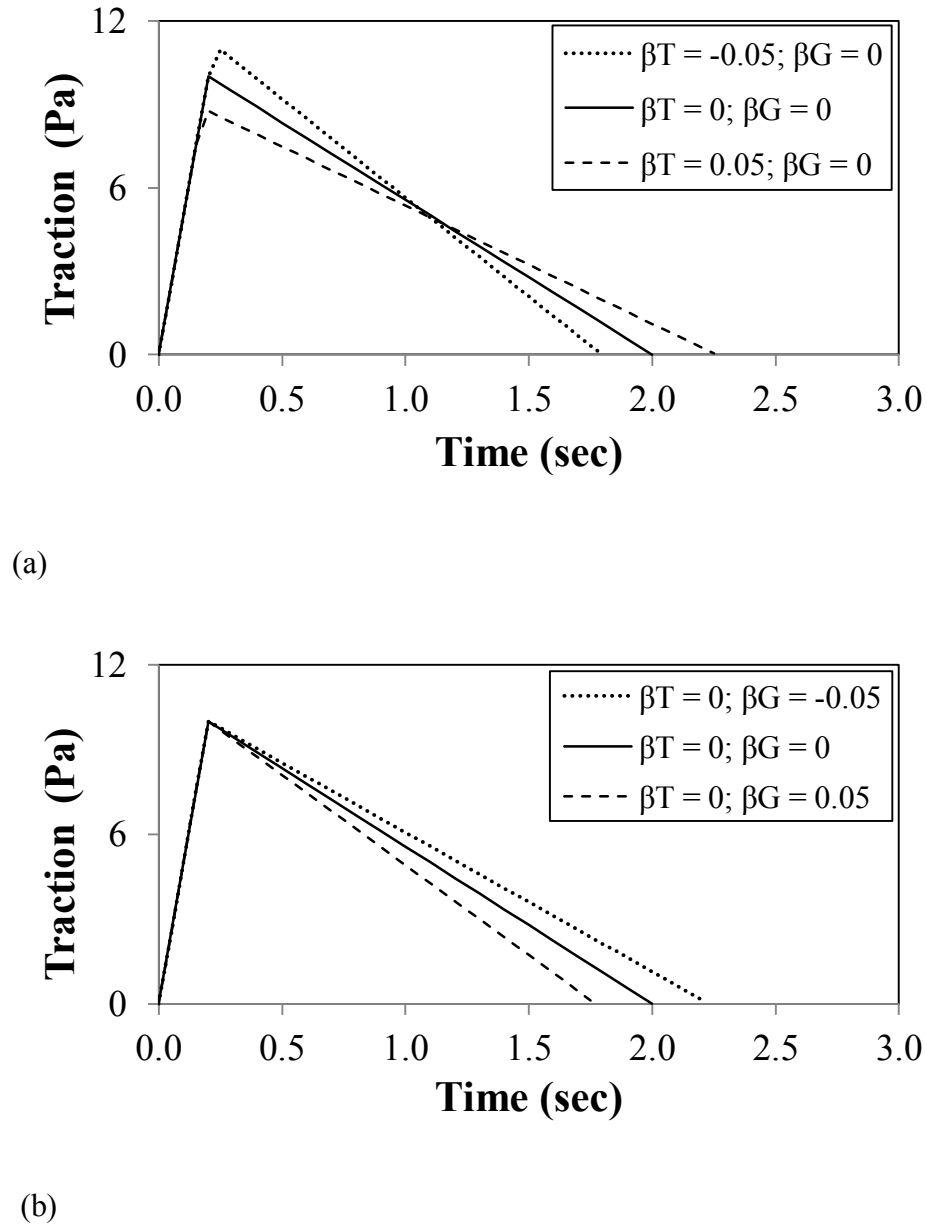 (a)
12
6
0
Traction (Pa)
βT = -0.05; βG = 0
βT = 0; βG = 0
βT = 0.05; βG = 0
0.0 0.5 1.0 1.5 2.0 2.5 3.0
Time (sec)
(a)
12
6
0
Traction (Pa)
βT = 0; βG = -0.05
βT = 0; βG = 0
βT = 0; βG = 0.05
0.0 0.5 1.0 1.5 2.0 2.5 3.0
Time (sec)
(b)